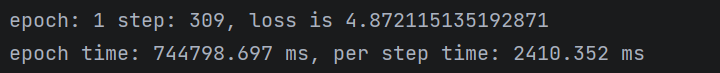 epoch: 1 step: 309, loss is 4.872115135192871
epoch time: 744798.697 ms, per step time: 2410.352 ms